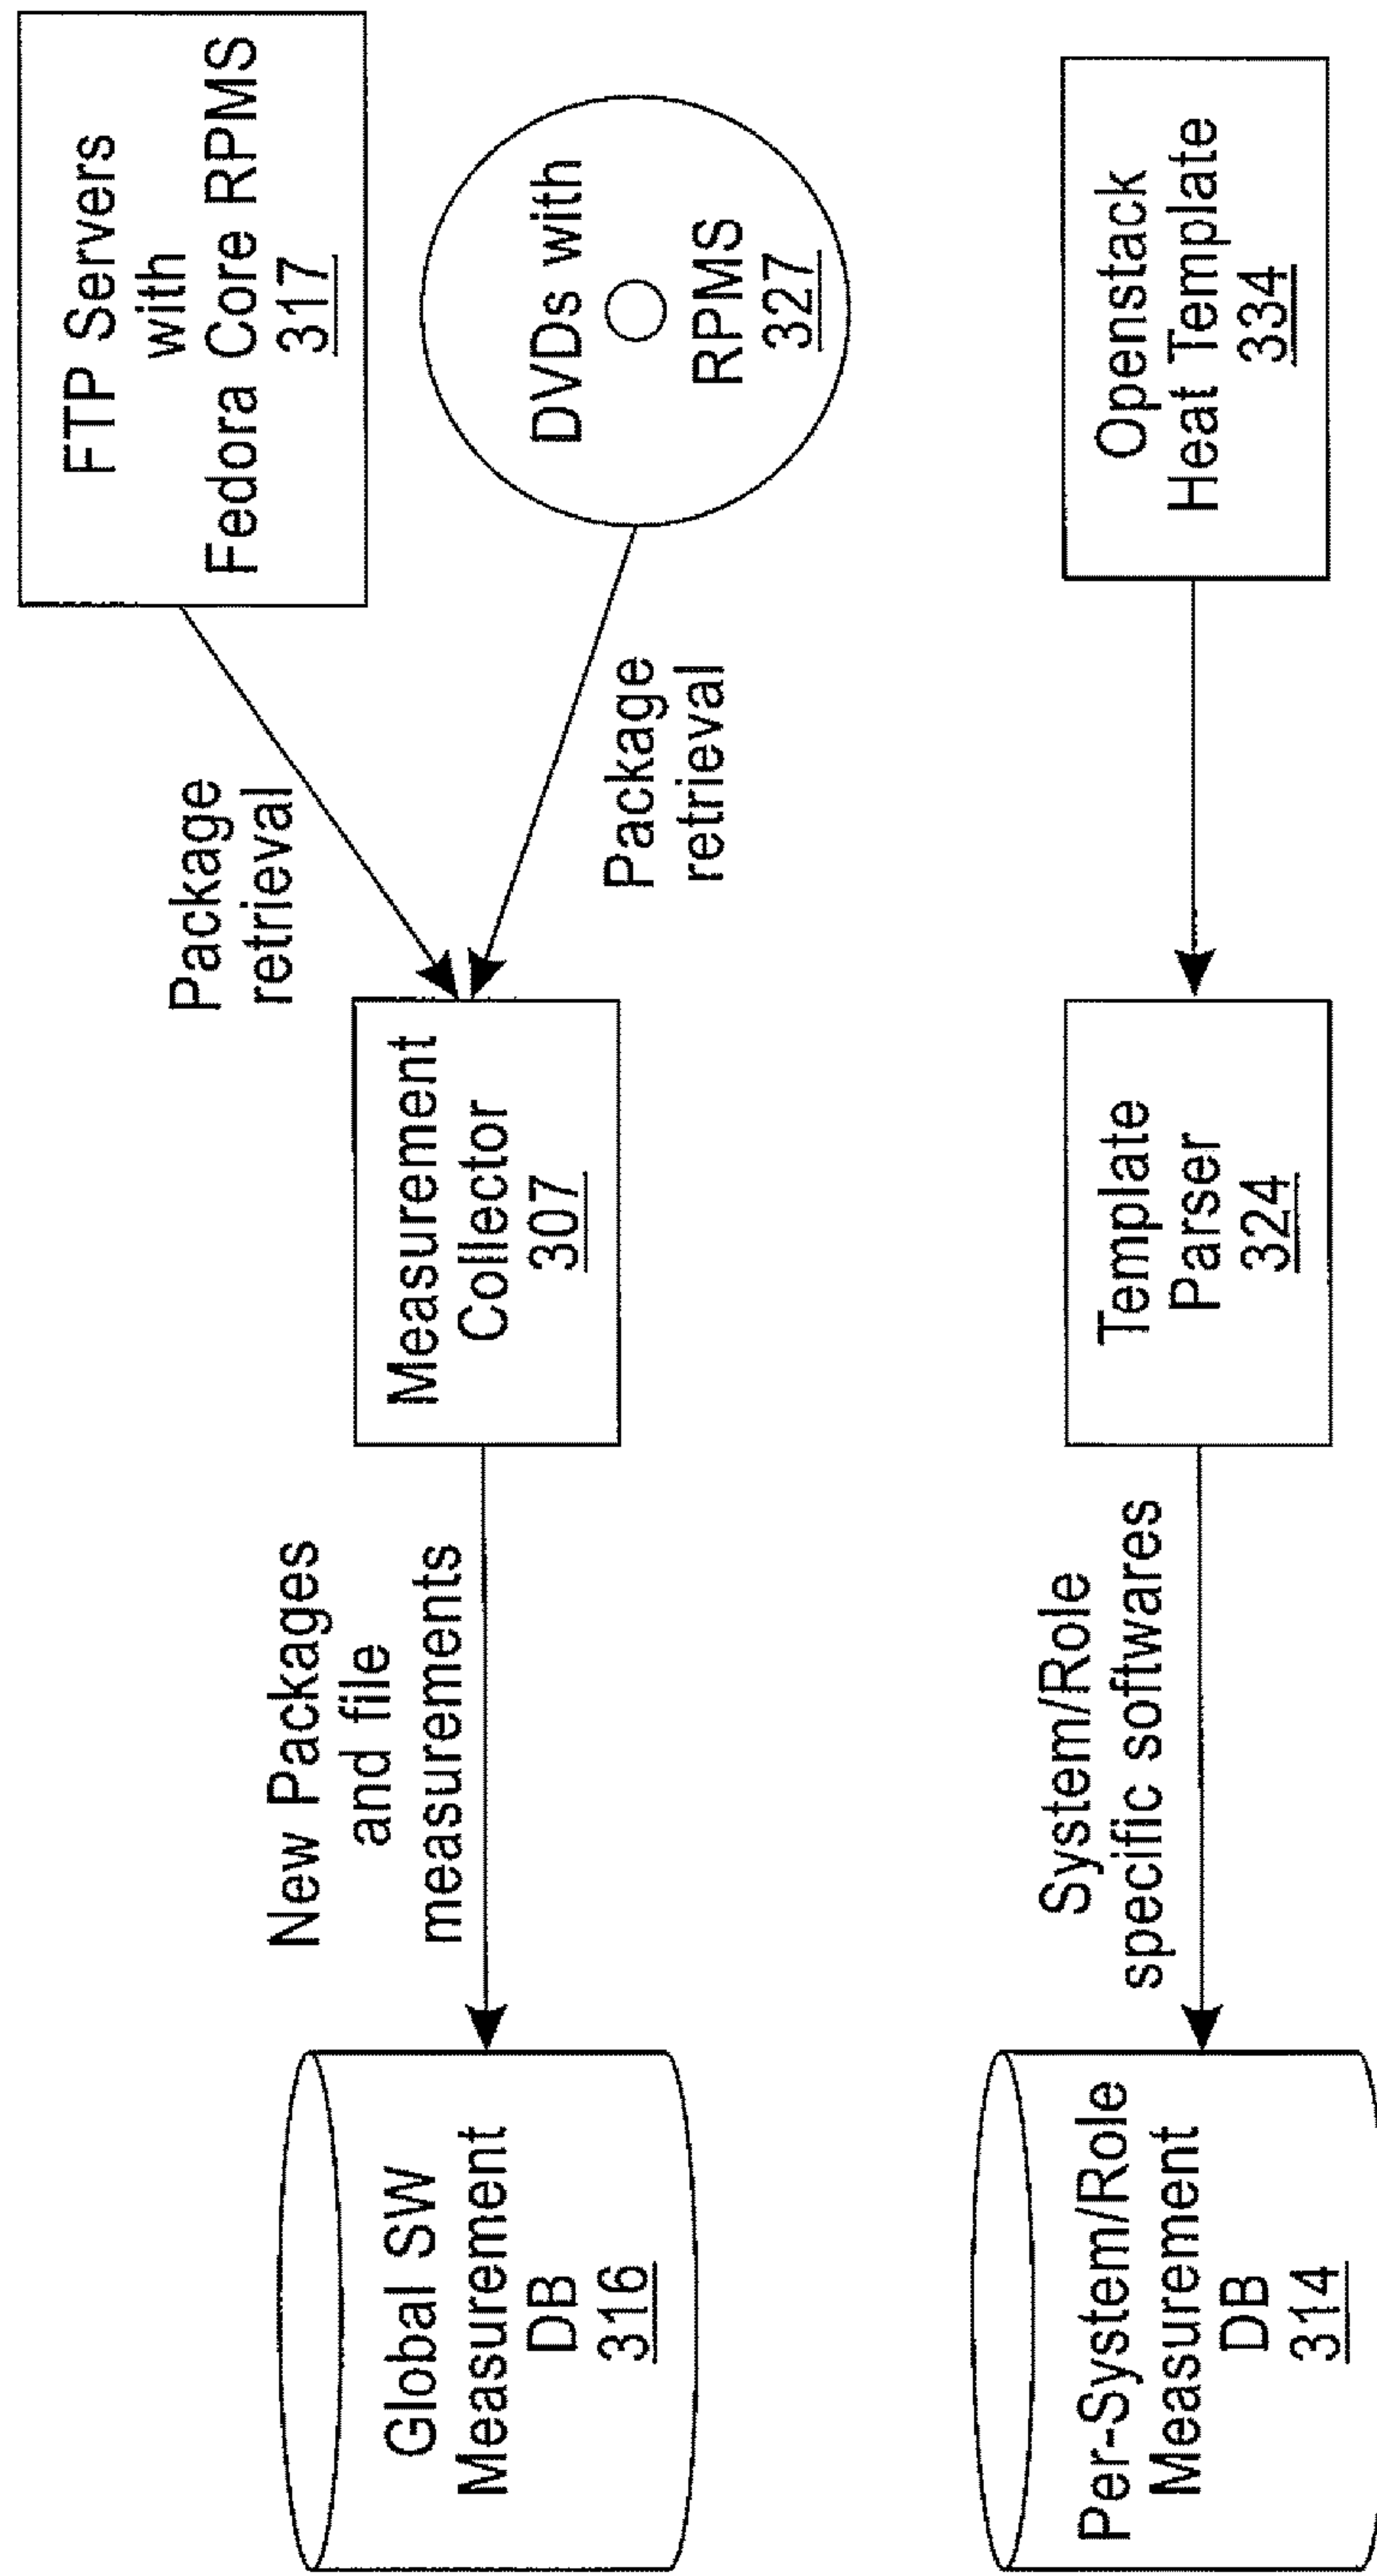 FTP Servers
with
Fedora Core RPMS
317
DVDs with
RPMS
327
Package
retrieval
Package
retrieval
Measurement
Collector
307
New Packages
and file
measurements
Global SW
Measurement
DB
316
Openstack
Heat Template
334
Template
Parser
324
System/Role
specific softwares
Per-System/Role
Measurement
DB
314